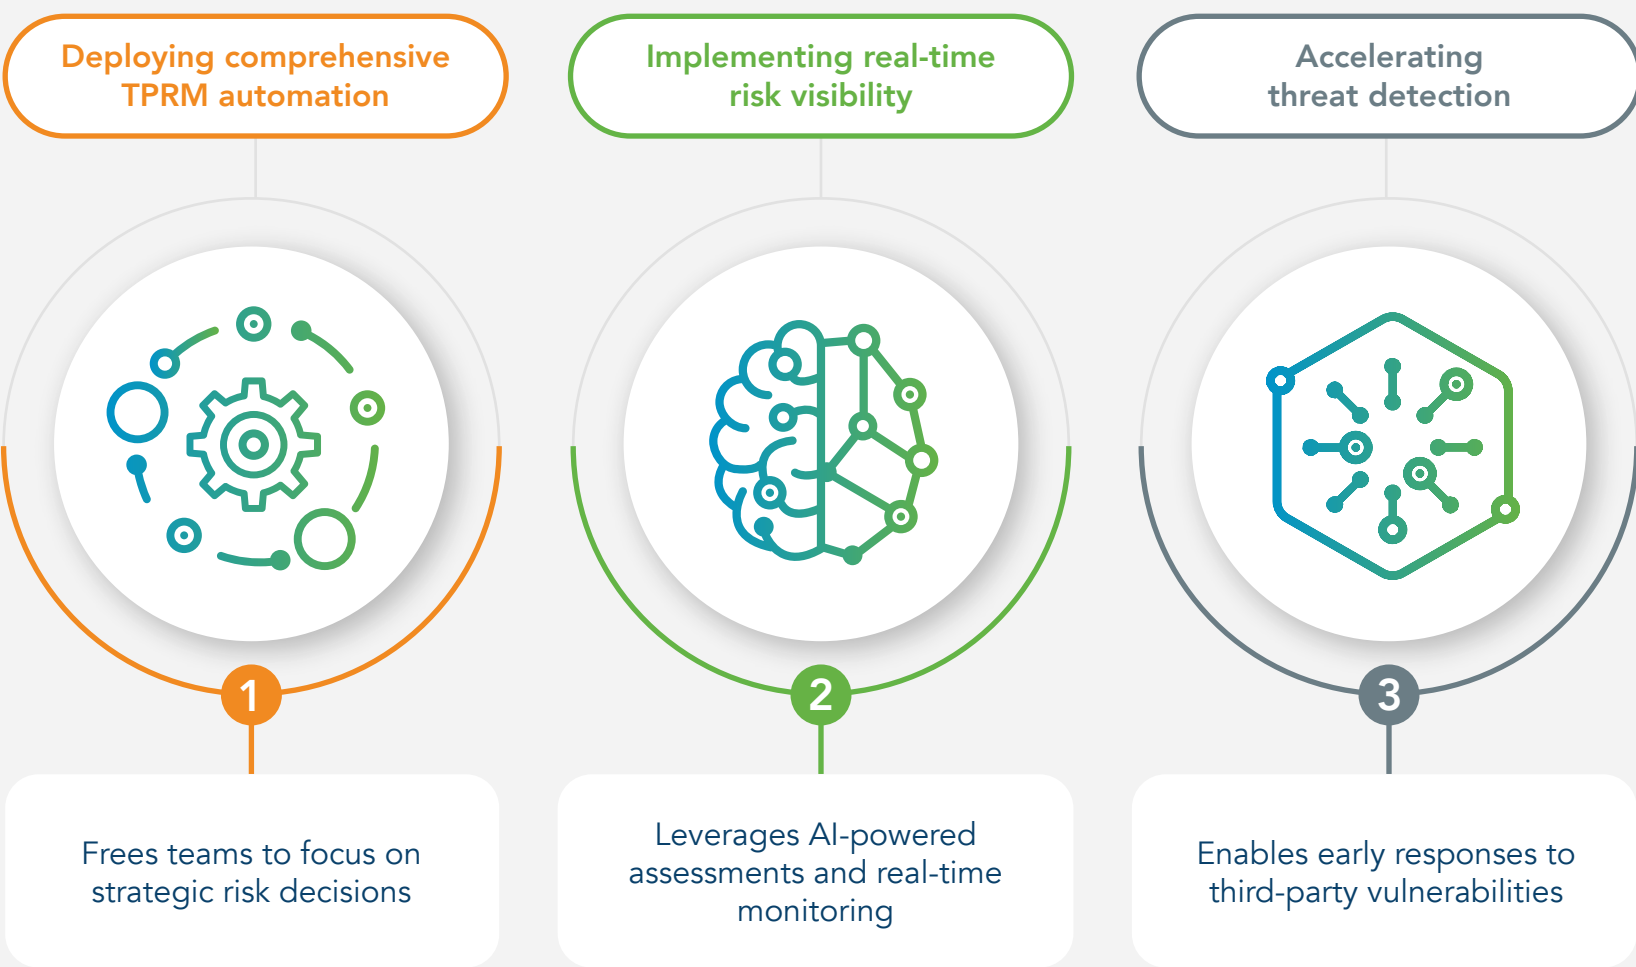 Deploying comprehensive
TPRM automation
Implementing real-time
risk visibility
Accelerating
threat detection
1
2
3
Frees teams to focus on
strategic risk decisions
Leverages AI-powered
assessments and real-time
monitoring
Enables early responses to
third-party vulnerabilities